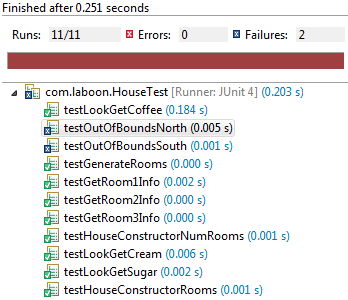 Finished after 0.251 seconds
Runs: 11/11 Errors: 0 Failures: 2
com.laboon.HouseTest [Runner: JUnit 4] (0.203 s)
testLookGetCoffee (0.184 s)
testOutOfBoundsNorth (0.005 s)
testOutOfBoundsSouth (0.001 s)
testGenerateRooms (0.000 s)
testGetRoom1Info (0.002 s)
testGetRoom2Info (0.000 s)
testGetRoom3Info (0.000 s)
testHouseConstructorNumRooms (0.001 s)
testLookGetCream (0.006 s)
testLookGetSugar (0.002 s)
testHouseConstructorRooms (0.001 s)